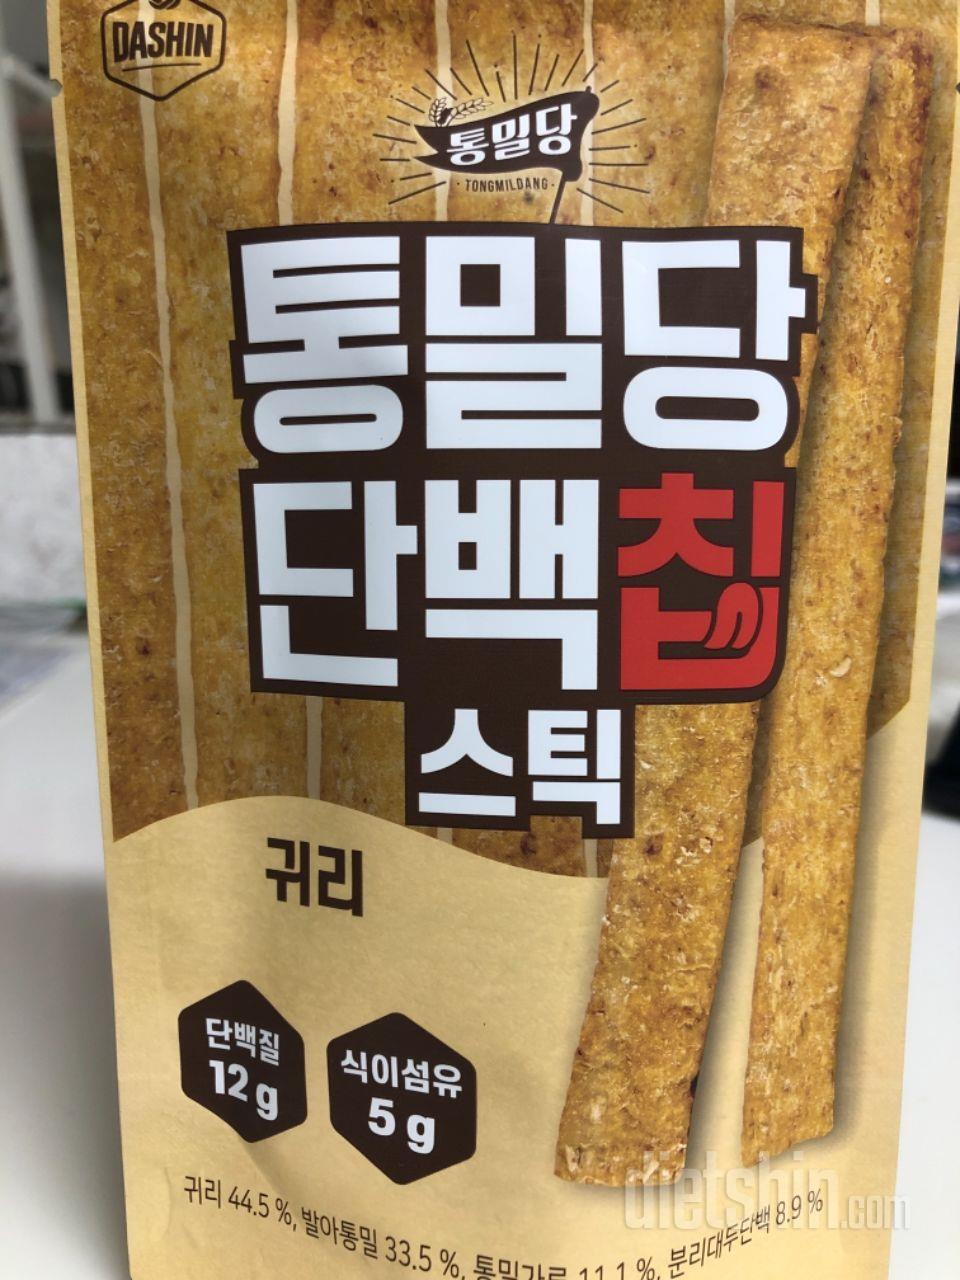 DASHIN
통밀당
· TONGMILDANG ·
통밀당
단백칩
스틱
귀리
단백질
12 g
식이섬유
5 g
귀리 44.5 %, 발아통밀 33.5 %, 통밀가루 11.1 %, 분리대두단백 8.9 %
dietshin.com